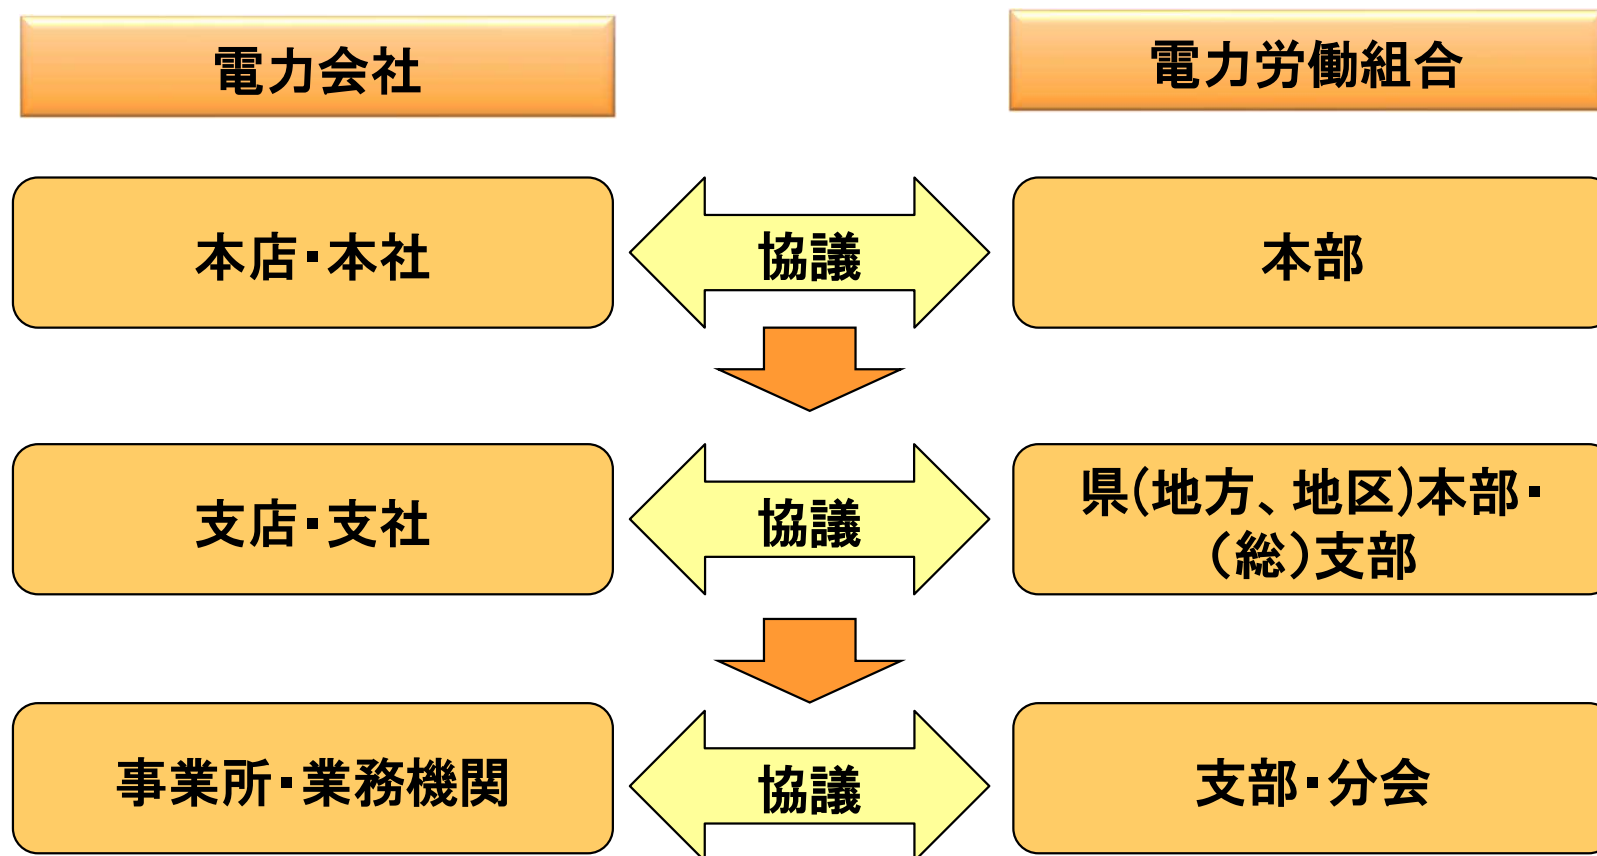 電力会社
電力労働組合
本店・本社
協議
本部
支店・支社
協議
県(地方、地区)本部・
（総）支部
事業所・業務機関
協議
支部・分会